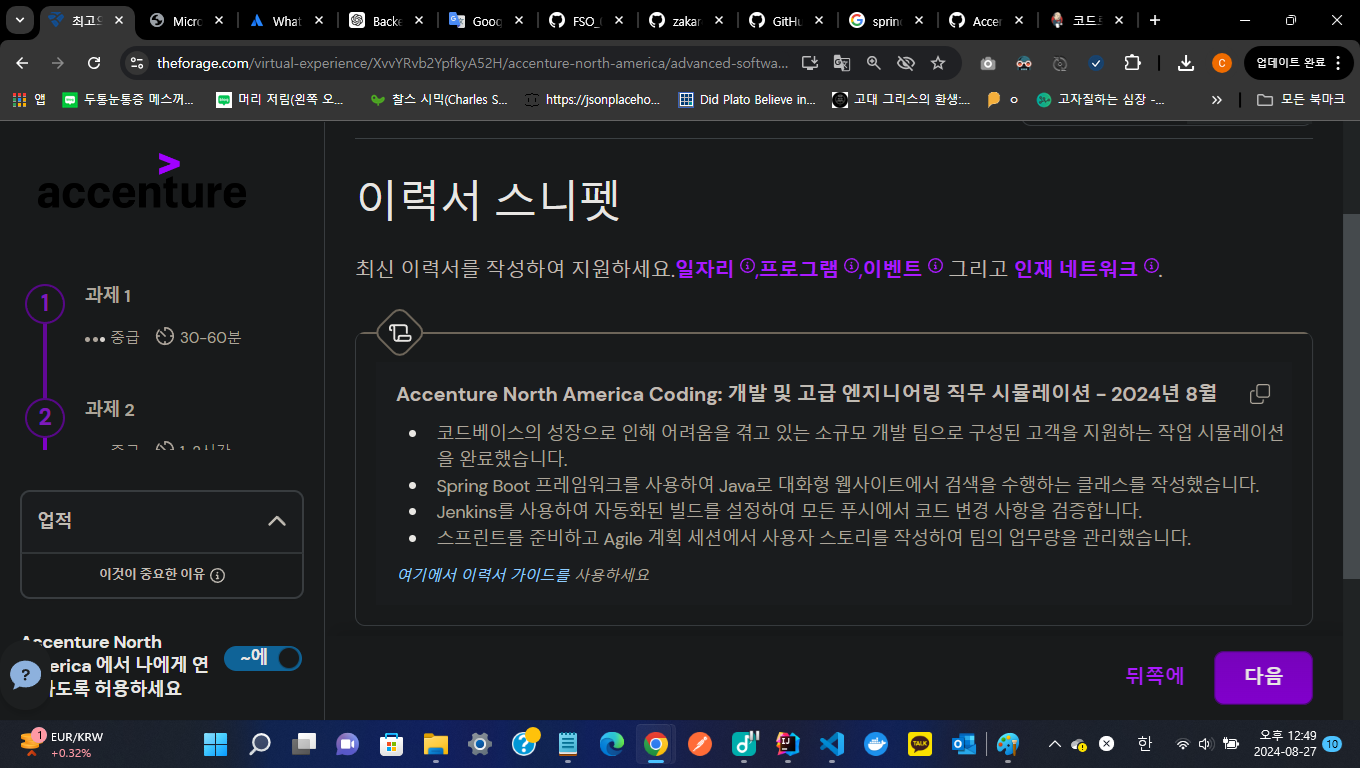 최고의
Micro
What
Backe
Goog
FSO_
zakar
GitHu
spring
Accen
코드트
theforage.com/virtual-experience/XvvYRvb2YpfkyA52H/accenture-north-america/advanced-softwa...
업데이트 완료
앱
두통눈통증 메스꺼...
머리 저림(왼쪽 오...
찰스 시믹(Charles S...
https://jsonplaceho...
Did Plato Believe in...
고대 그리스의 환생:...
ㅇ
고자질하는 심장 -...
모든 북마크
accenture
1
과제 1
중급 30-60분
2
과제 2
중급 1-2시간
업적
이것이 중요한 이유
Accenture North
에서 나에게 연
하도록 허용하세요
~에
이력서 스니펫
최신 이력서를 작성하여 지원하세요.일자리 ,프로그램 ,이벤트 그리고 인재 네트워크 .
Accenture North America Coding: 개발 및 고급 엔지니어링 직무 시뮬레이션 - 2024년 8월
• 코드베이스의 성장으로 인해 어려움을 겪고 있는 소규모 개발 팀으로 구성된 고객을 지원하는 작업 시뮬레이션
을 완료했습니다.
• Spring Boot 프레임워크를 사용하여 Java로 대화형 웹사이트에서 검색을 수행하는 클래스를 작성했습니다.
• Jenkins를 사용하여 자동화된 빌드를 설정하여 모든 푸시에서 코드 변경 사항을 검증합니다.
• 스프린트를 준비하고 Agile 계획 세션에서 사용자 스토리를 작성하여 팀의 업무량을 관리했습니다.
여기에서 이력서 가이드를 사용하세요
뒤쪽에
다음
1
EUR/KRW
+0.32%
TALK
한
오후 12:49
2024-08-27
10